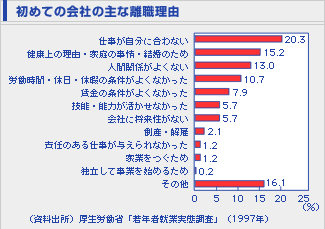 初めての会社の主な離職理由
仕事が自分に合わない 20.3
健康上の理由・家庭の事情・結婚のため 15.2
人間関係がよくない 13.0
労働時間・休日・休暇の条件がよくなかった 10.7
賃金の条件がよくなかった 7.9
技能・能力が活かせなかった 5.7
会社に将来性がない 5.7
倒産・解雇 2.1
責任のある仕事が与えられなかった 1.2
家業をつぐため 1.2
独立して事業を始めるため 0.2
その他 16.1
0 5 10 15 20 25
(%)
（資料出所）厚生労働省「若年者就業実態調査」（1997年）